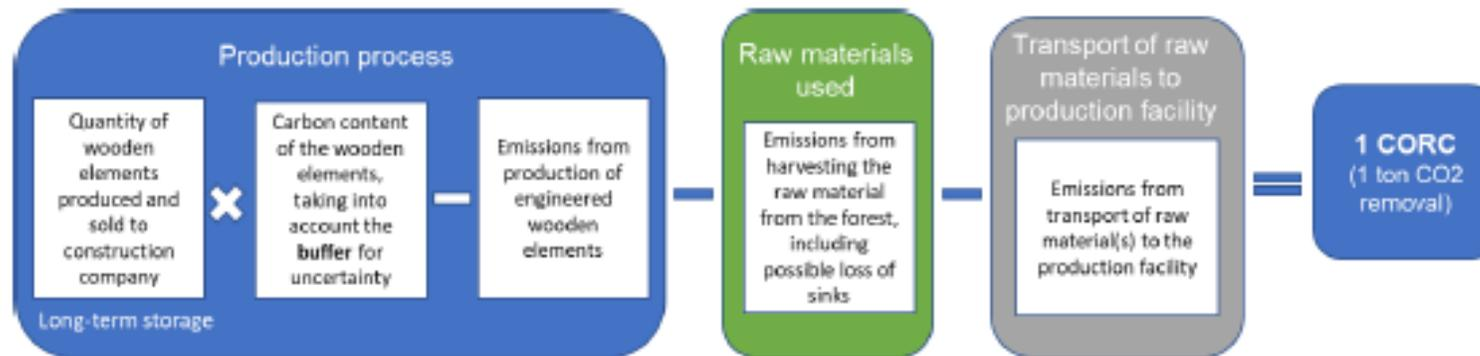 Production process
Quantity of
wooden
elements
produced and
sold to
construction
company
×
Carbon content
of the wooden
elements,
taking into
account the
buffer for
uncertainty
−
Emissions from
production of
engineered
wooden
elements
Long-term storage
−
Raw materials
used
Emissions from
harvesting the
raw material
from the forest,
including
possible loss of
sinks
−
Transport of raw
materials to
production facility
Emissions from
transport of raw
material(s) to the
production facility
=
1 CORC
(1 ton CO2
removal)